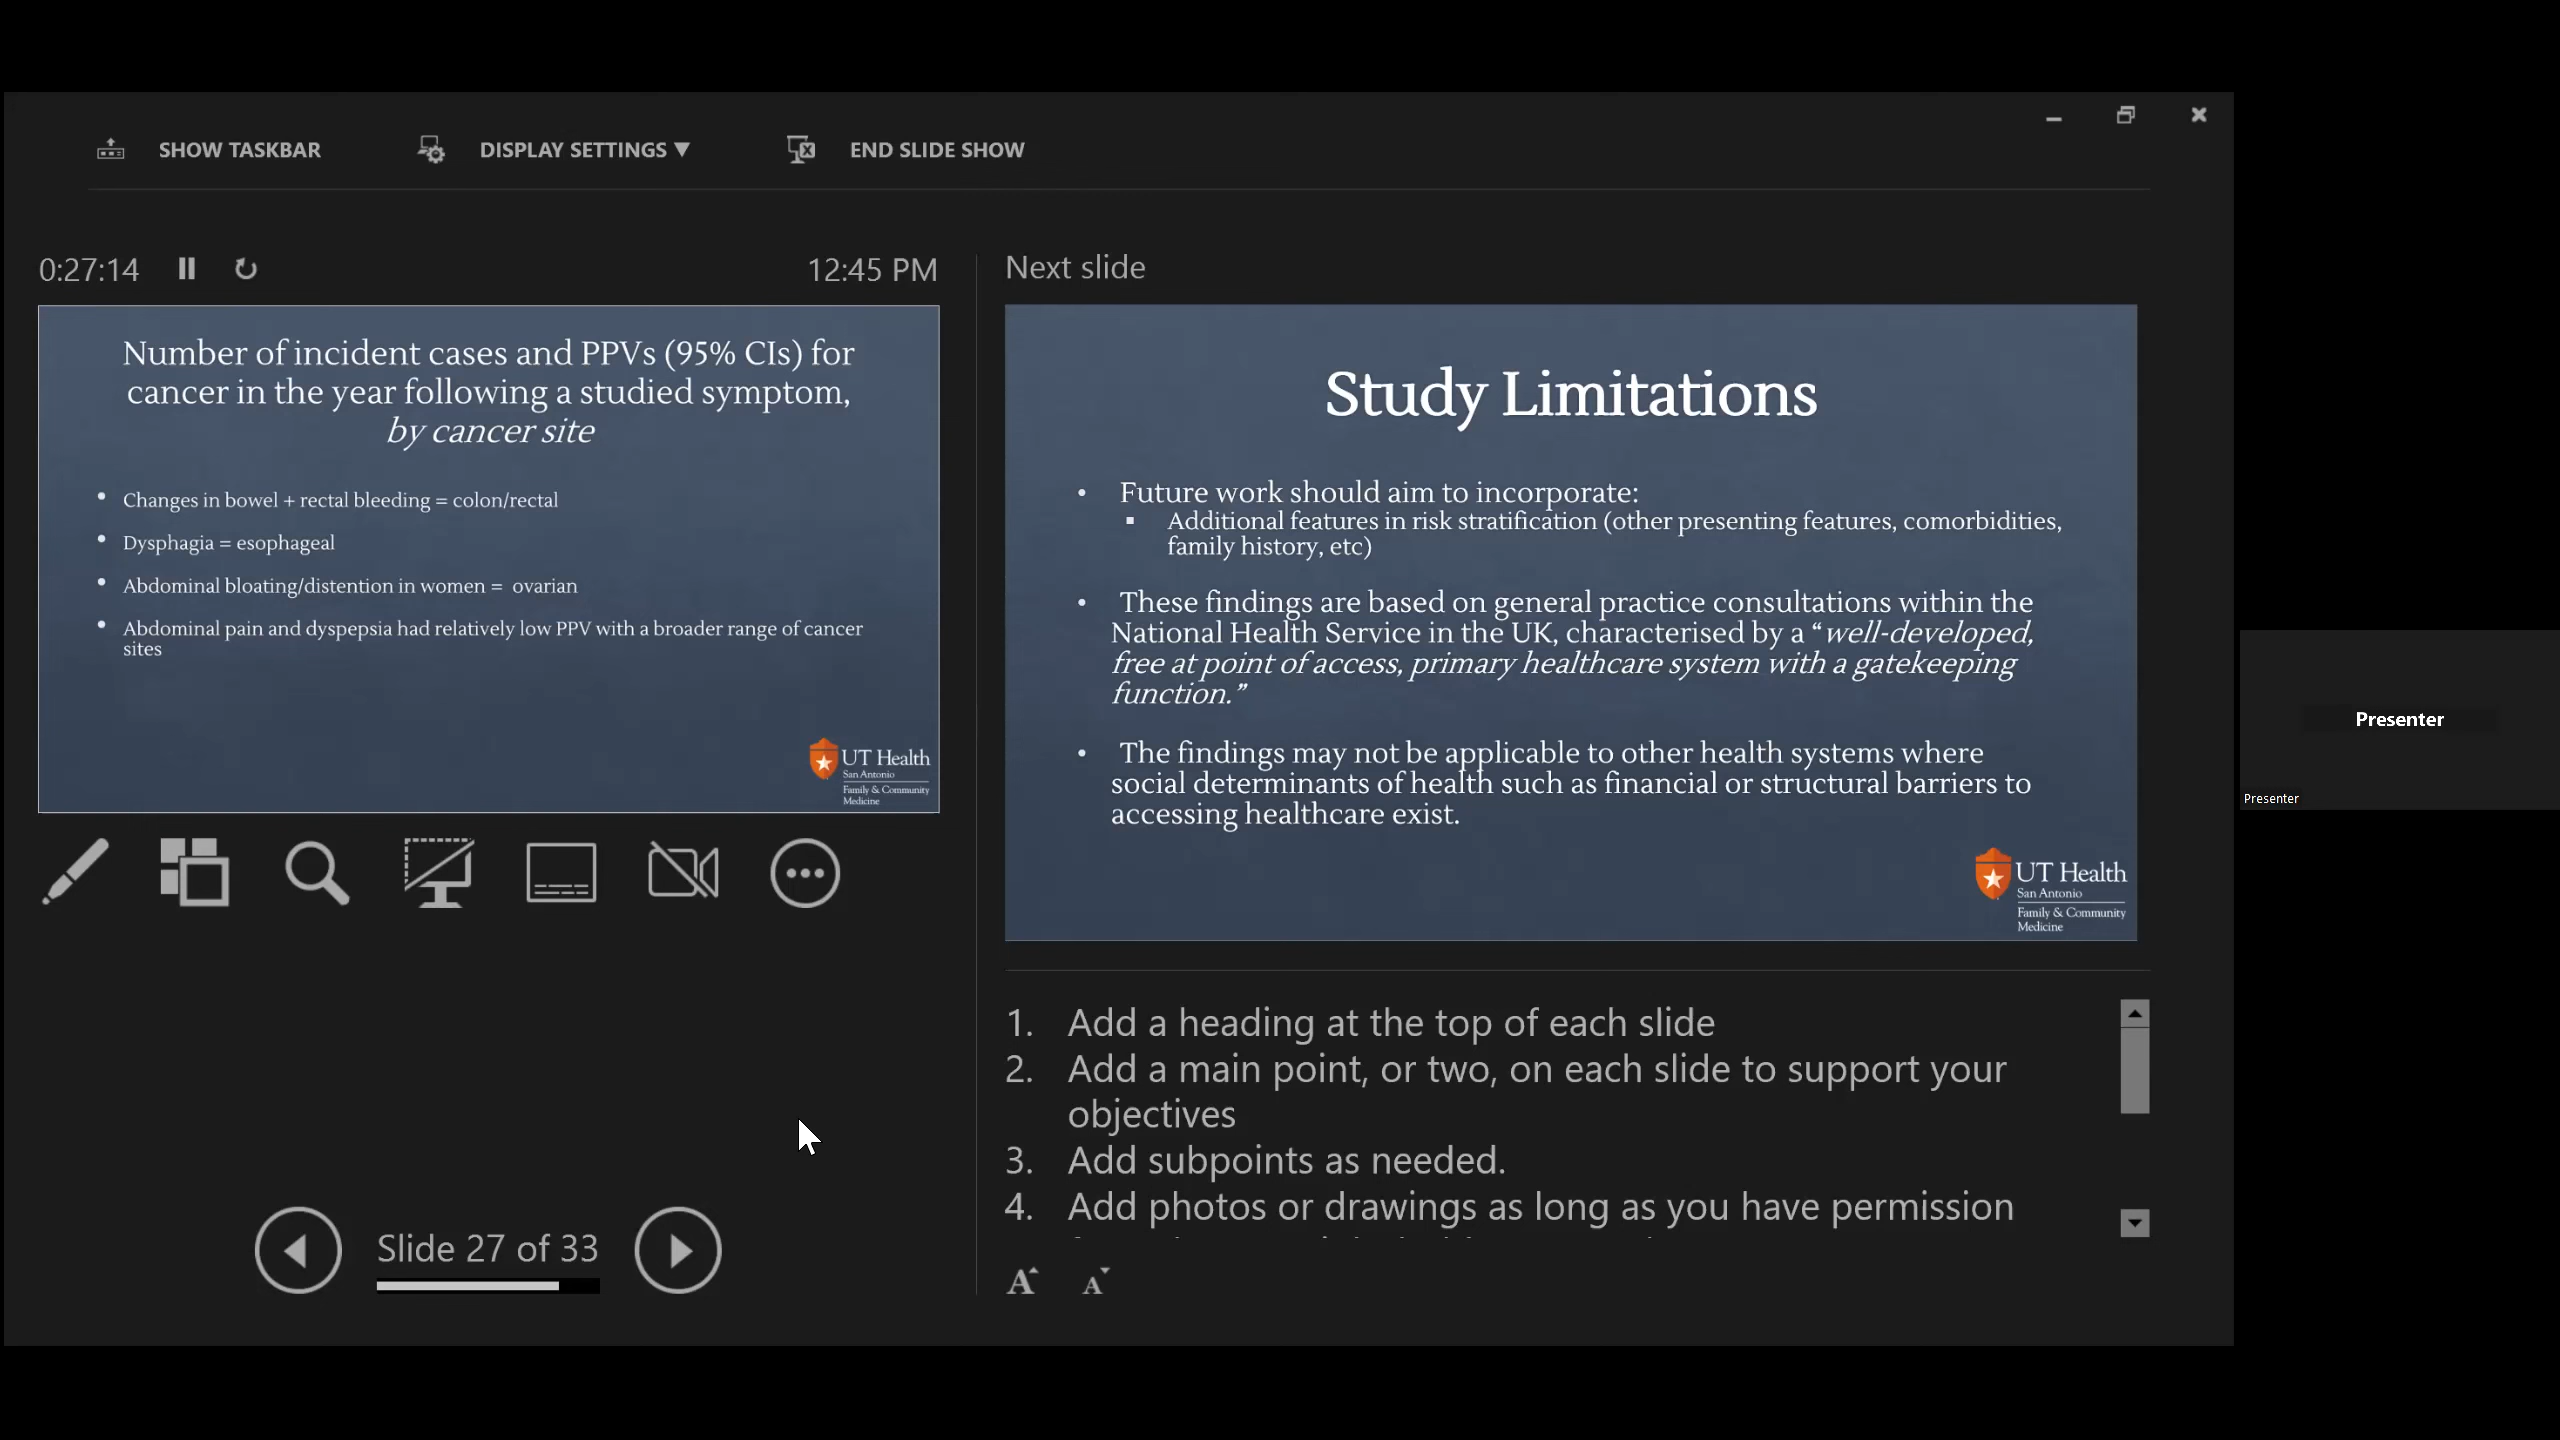 SHOW TASKBAR
DISPLAY SETTINGS ▼
END SLIDE SHOW
0:27:14
12:45 PM
Number of incident cases and PPVs (95% CIs) for
cancer in the year following a studied symptom,
by cancer site
• Changes in bowel + rectal bleeding = colon/rectal
• Dysphagia = esophageal
• Abdominal bloating/distention in women = ovarian
• Abdominal pain and dyspepsia had relatively low PPV with a broader range of cancer
sites
UT Health
San Antonio
Family & Community
Medicine
Slide 27 of 33
Next slide
Study Limitations
• Future work should aim to incorporate:
▪ Additional features in risk stratification (other presenting features, comorbidities,
family history, etc)
• These findings are based on general practice consultations within the
National Health Service in the UK, characterised by a “well-developed,
free at point of access, primary healthcare system with a gatekeeping
function.”
• The findings may not be applicable to other health systems where
social determinants of health such as financial or structural barriers to
accessing healthcare exist.
UT Health
San Antonio
Family & Community
Medicine
1. Add a heading at the top of each slide
2. Add a main point, or two, on each slide to support your
objectives
3. Add subpoints as needed.
4. Add photos or drawings as long as you have permission
A A
Presenter
Presenter